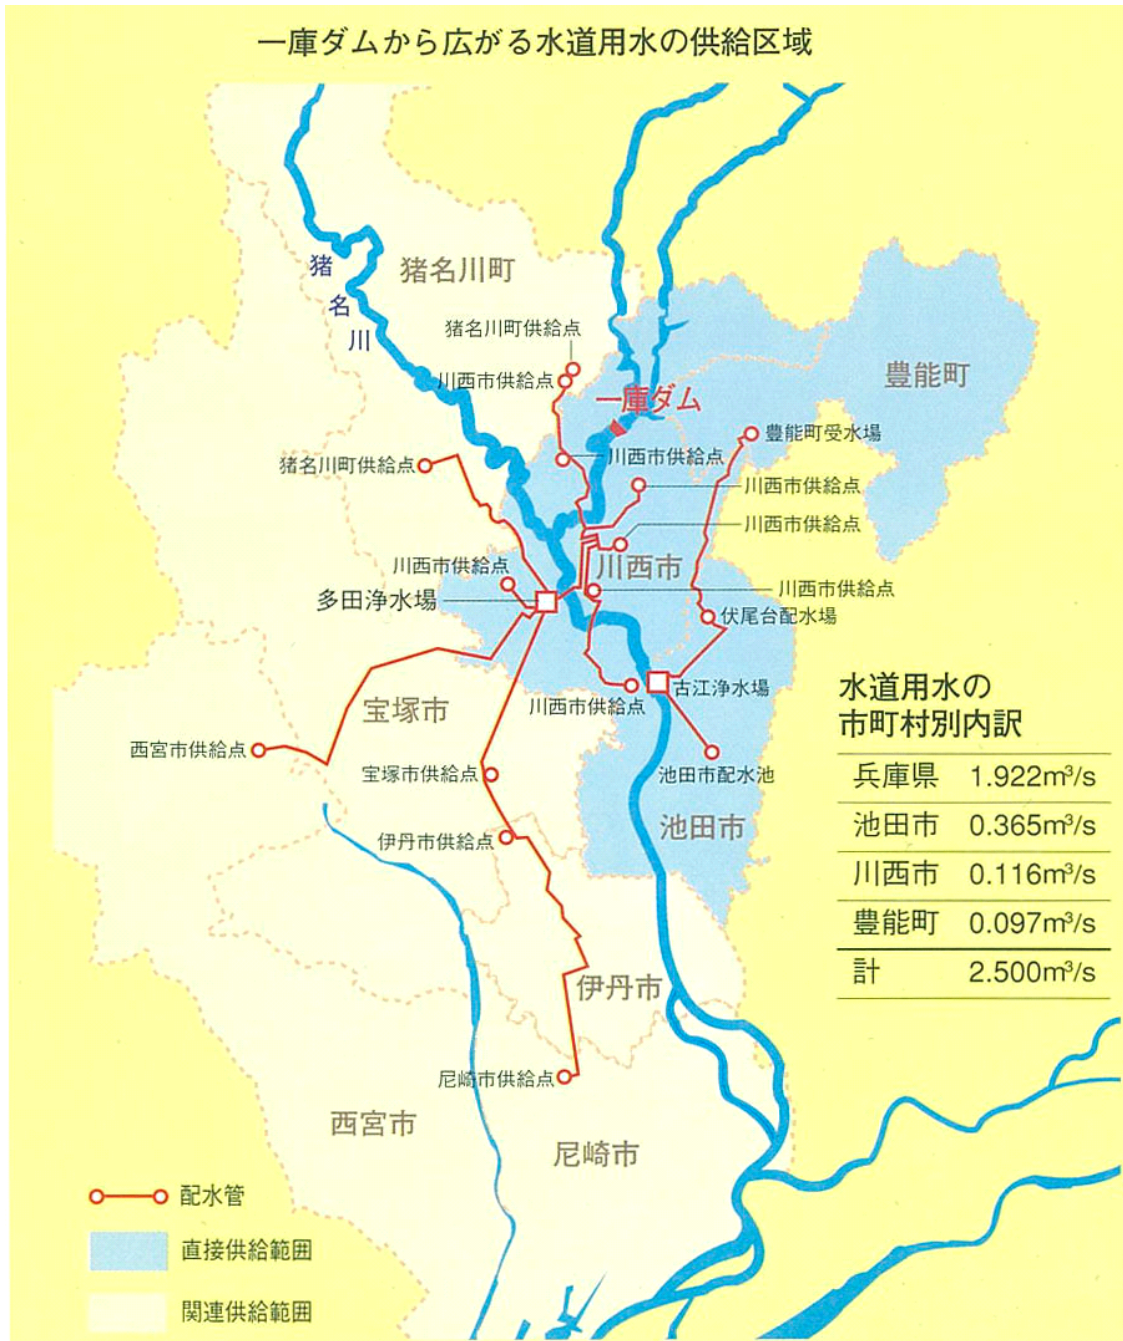 一庫ダムから広がる水道用水の供給区域
猪名川
猪名川町
猪名川町供給点
川西市供給点
一庫ダム
豊能町
豊能町受水場
川西市供給点
猪名川町供給点
川西市供給点
川西市供給点
川西市
川西市供給点
川西市供給点
多田浄水場
伏尾台配水場
古江浄水場
川西市供給点
宝塚市
西宮市供給点
宝塚市供給点
池田市配水池
池田市
伊丹市供給点
伊丹市
尼崎市供給点
西宮市
尼崎市
水道用水の
市町村別内訳
兵庫県 1.922m³/s
池田市 0.365m³/s
川西市 0.116m³/s
豊能町 0.097m³/s
計 2.500m³/s
配水管
直接供給範囲
関連供給範囲